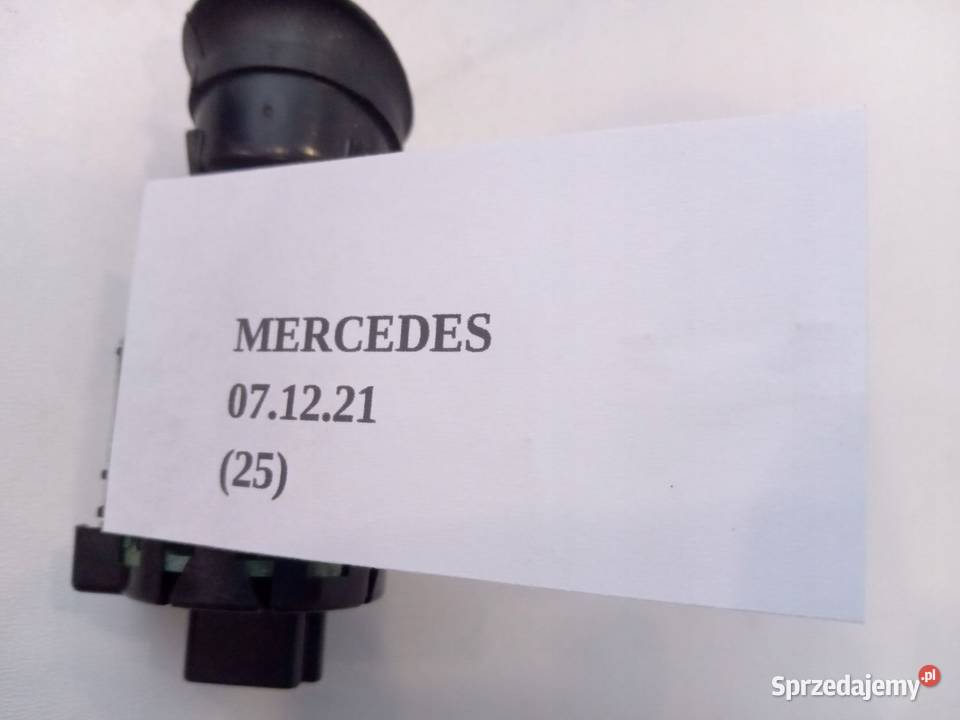 MERCEDES
07.12.21
(25)
Sprzedajemy.pl